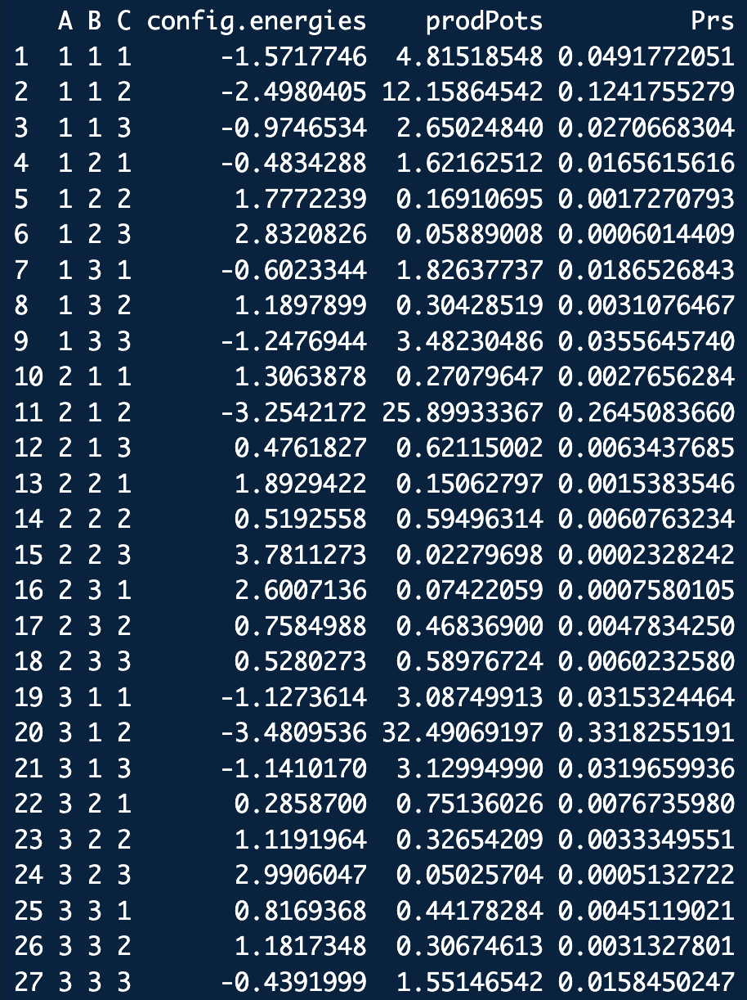 A B C config.energies prodPots Prs
1 1 1 1 -1.5717746 4.81518548 0.0491772051
2 1 1 2 -2.4980405 12.15864542 0.1241755279
3 1 1 3 -0.9746534 2.65024840 0.0270668304
4 1 2 1 -0.4834288 1.62162512 0.0165615616
5 1 2 2 1.7772239 0.16910695 0.0017270793
6 1 2 3 2.8320826 0.05889008 0.0006014409
7 1 3 1 -0.6023344 1.82637737 0.0186526843
8 1 3 2 1.1897899 0.30428519 0.0031076467
9 1 3 3 -1.2476944 3.48230486 0.0355645740
10 2 1 1 1.3063878 0.27079647 0.0027656284
11 2 1 2 -3.2542172 25.89933367 0.2645083660
12 2 1 3 0.4761827 0.62115002 0.0063437685
13 2 2 1 1.8929422 0.15062797 0.0015383546
14 2 2 2 0.5192558 0.59496314 0.0060763234
15 2 2 3 3.7811273 0.02279698 0.0002328242
16 2 3 1 2.6007136 0.07422059 0.0007580105
17 2 3 2 0.7584988 0.46836900 0.0047834250
18 2 3 3 0.5280273 0.58976724 0.0060232580
19 3 1 1 -1.1273614 3.08749913 0.0315324464
20 3 1 2 -3.4809536 32.49069197 0.3318255191
21 3 1 3 -1.1410170 3.12994990 0.0319659936
22 3 2 1 0.2858700 0.75136026 0.0076735980
23 3 2 2 1.1191964 0.32654209 0.0033349551
24 3 2 3 2.9906047 0.05025704 0.0005132722
25 3 3 1 0.8169368 0.44178284 0.0045119021
26 3 3 2 1.1817348 0.30674613 0.0031327801
27 3 3 3 -0.4391999 1.55146542 0.0158450247